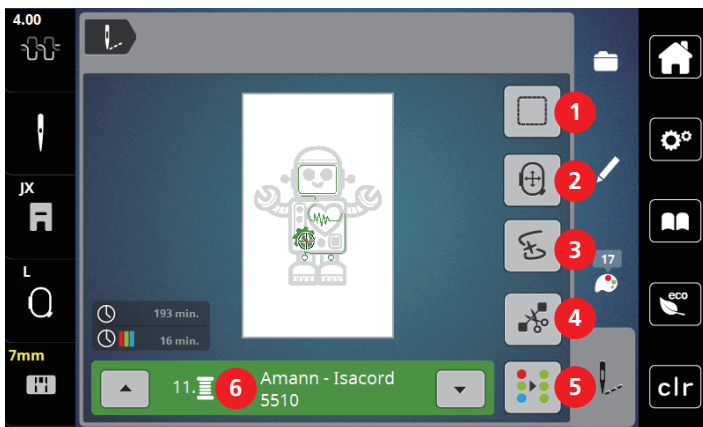 4.00
1
2
JX
3
17
L
eco
193 min.
4
16 min.
7mm
11.
6
Amann - Isacord
5510
5
clr